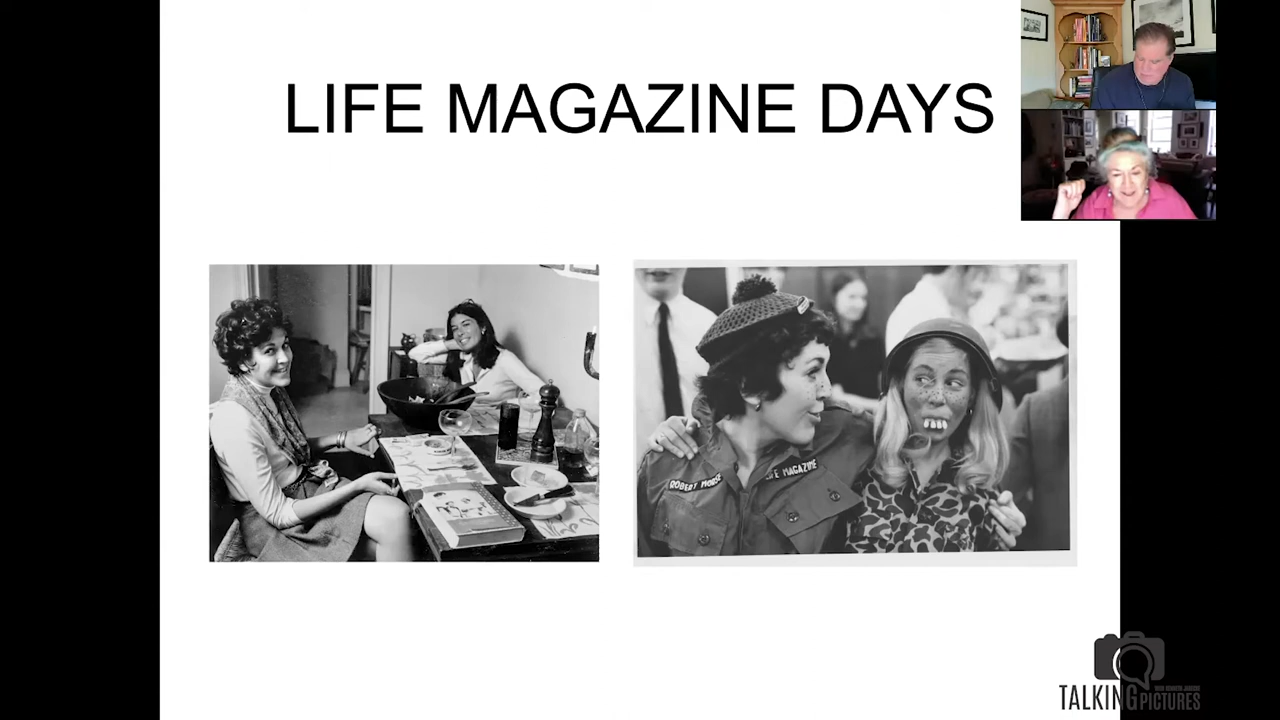 LIFE MAGAZINE DAYS
ROBERT MORSE
LIFE MAGAZINE
TALKING PICTURES